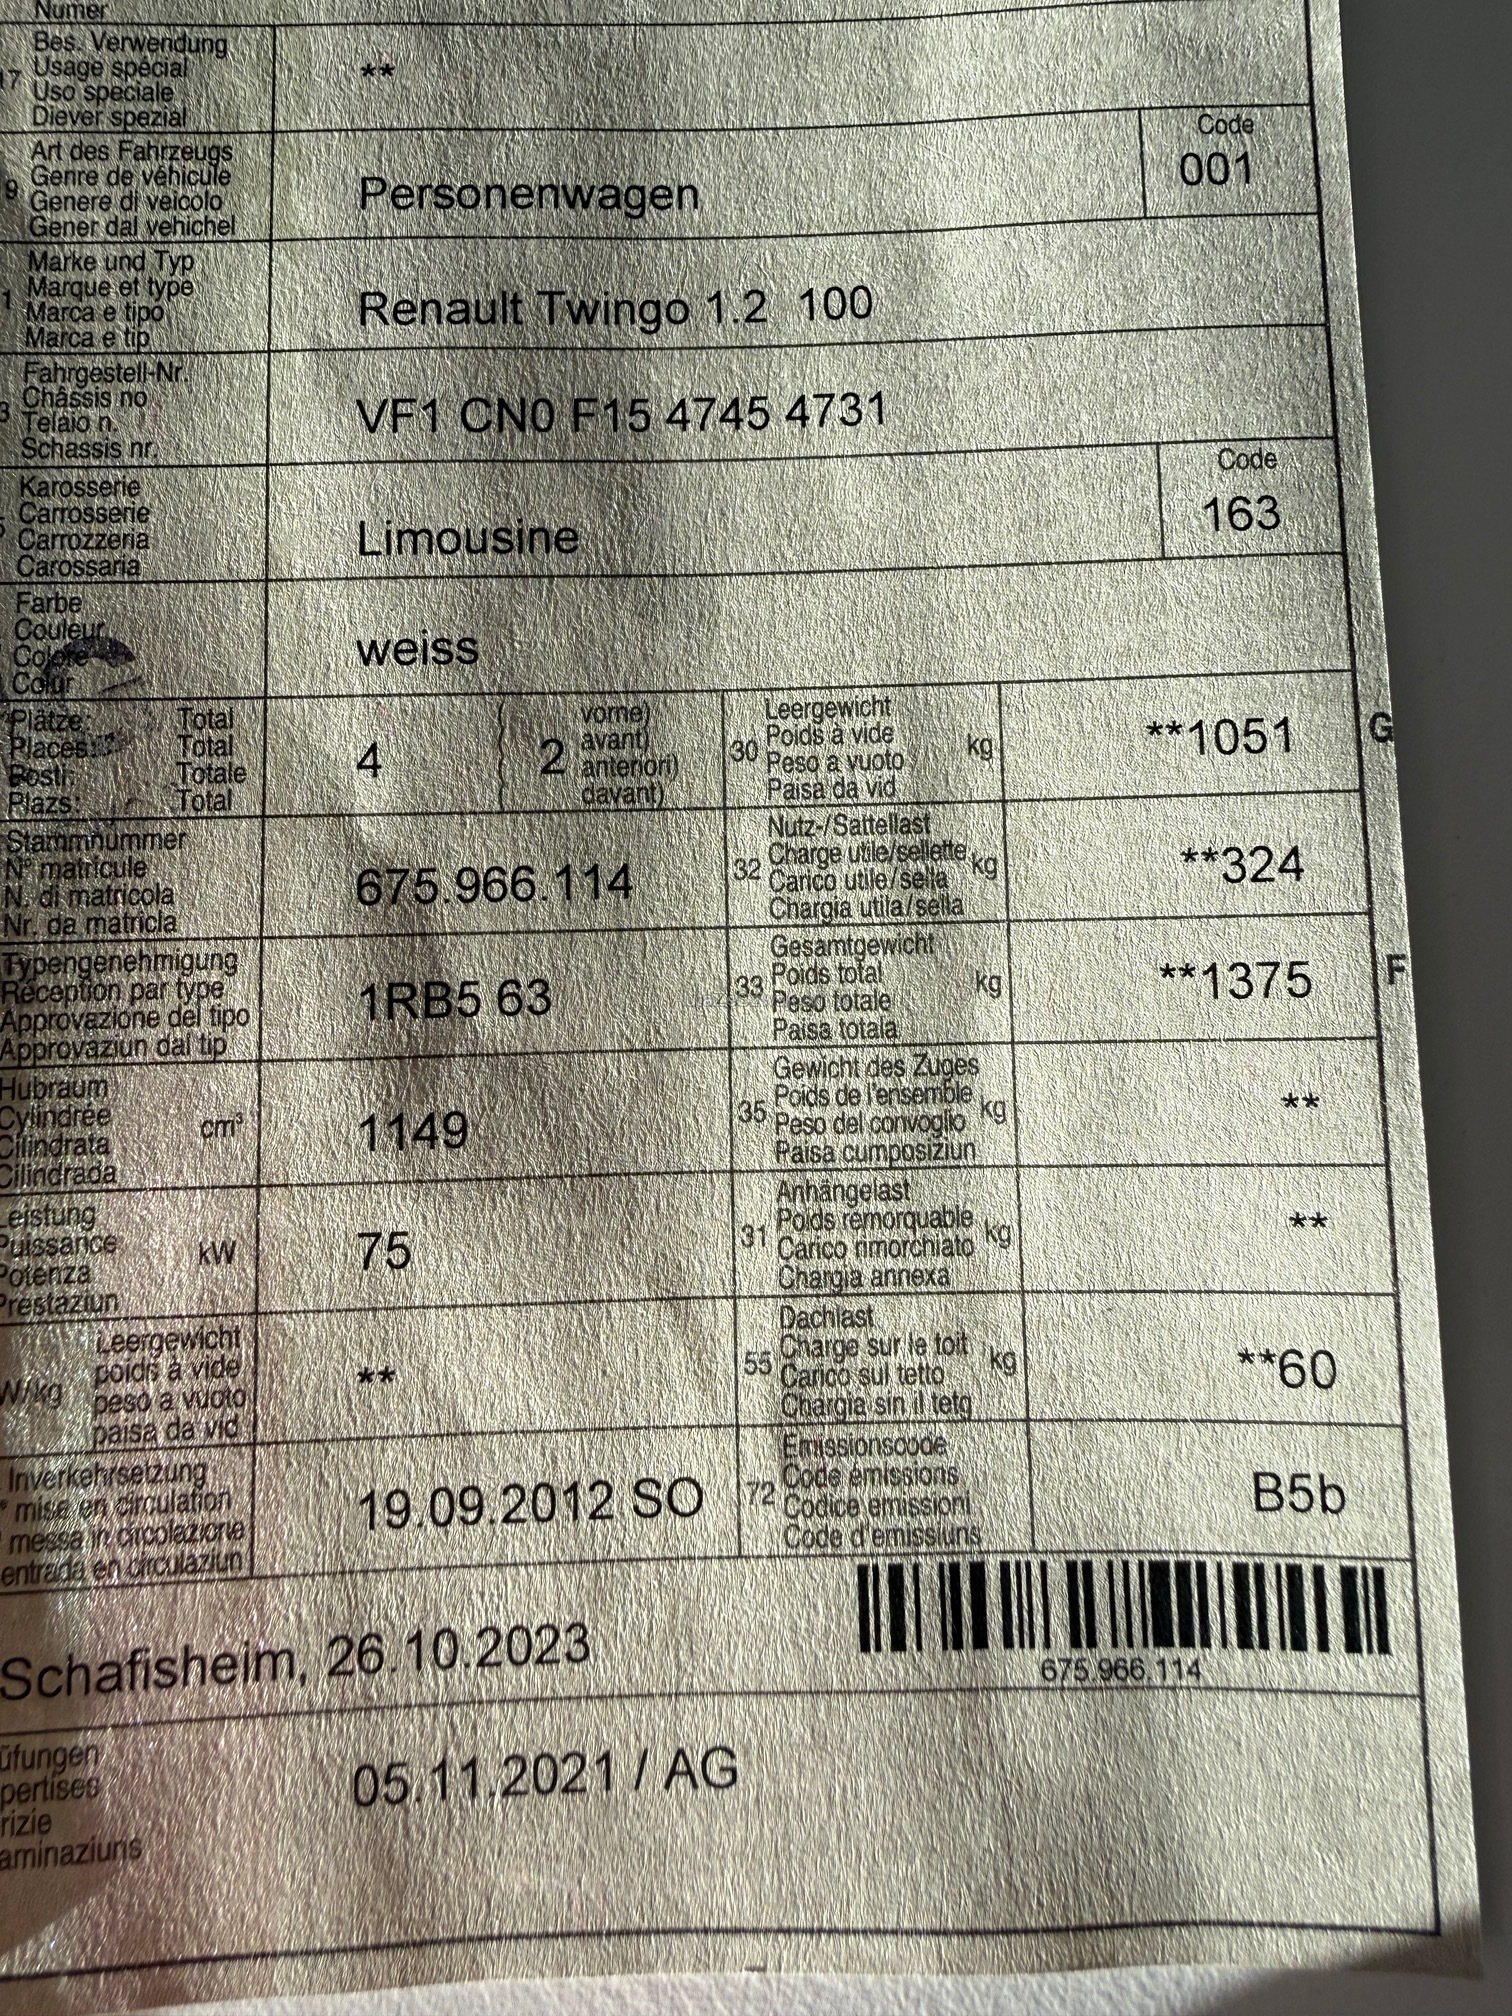 Numer
17 Bes. Verwendung
Usage spécial
Uso speciale
Diever spezial
**
9 Art des Fahrzeugs
Genre de véhicule
Genere di veicolo
Gener dal vehichel
Personenwagen
Code
001
1 Marke und Typ
Marque et type
Marca e tipo
Marca e tip
Renault Twingo 1.2 100
3 Fahrgestell-Nr.
Châssis no
Telaio n.
Schassis nr.
VF1 CN0 F15 4745 4731
Karosserie
Carrosserie
Carrozzeria
Carossaria
Limousine
Code
163
Farbe
Couleur
Colore
Colur
weiss
Plätze: Total
Places: Total
Posti: Totale
Plazs: Total
4 ( 2 vorne)
avant)
anteriori)
davant)
30 Leergewicht
Poids à vide
Peso a vuoto
Paisa da vid
kg
**1051
G
Stammnummer
N° matricule
N. di matricola
Nr. da matricla
675.966.114
32 Nutz-/Sattellast
Charge utile/sellette
Carico utile/sella
Chargia utila/sella
kg
**324
Typengenehmigung
Réception par type
Approvazione del tipo
Approvaziun dal tip
1RB5 63
33 Gesamtgewicht
Poids total
Peso totale
Paisa totala
kg
**1375
F
Hubraum
Cylindrée
Cilindrata
Cilindrada
cm³
1149
35 Gewicht des Zuges
Poids de l'ensemble
Peso del convoglio
Paisa cumposiziun
kg
**
Leistung
Puissance
Potenza
Prestaziun
kW
75
31 Anhängelast
Poids remorquable
Carico rimorchiato
Chargia annexa
kg
**
W/kg
Leergewicht
poids à vide
peso a vuoto
paisa da vid
**
55 Dachlast
Charge sur le toit
Carico sul tetto
Chargia sin il tetg
kg
**60
Inverkehrsetzung
mise en circulation
messa in circolazione
entrada en circulaziun
19.09.2012 SO
72 Emissionscode
Code émissions
Codice emissioni
Code d'emissiuns
B5b
Schafisheim, 26.10.2023
675.966.114
üfungen
pertises
rizie
aminaziuns
05.11.2021 / AG